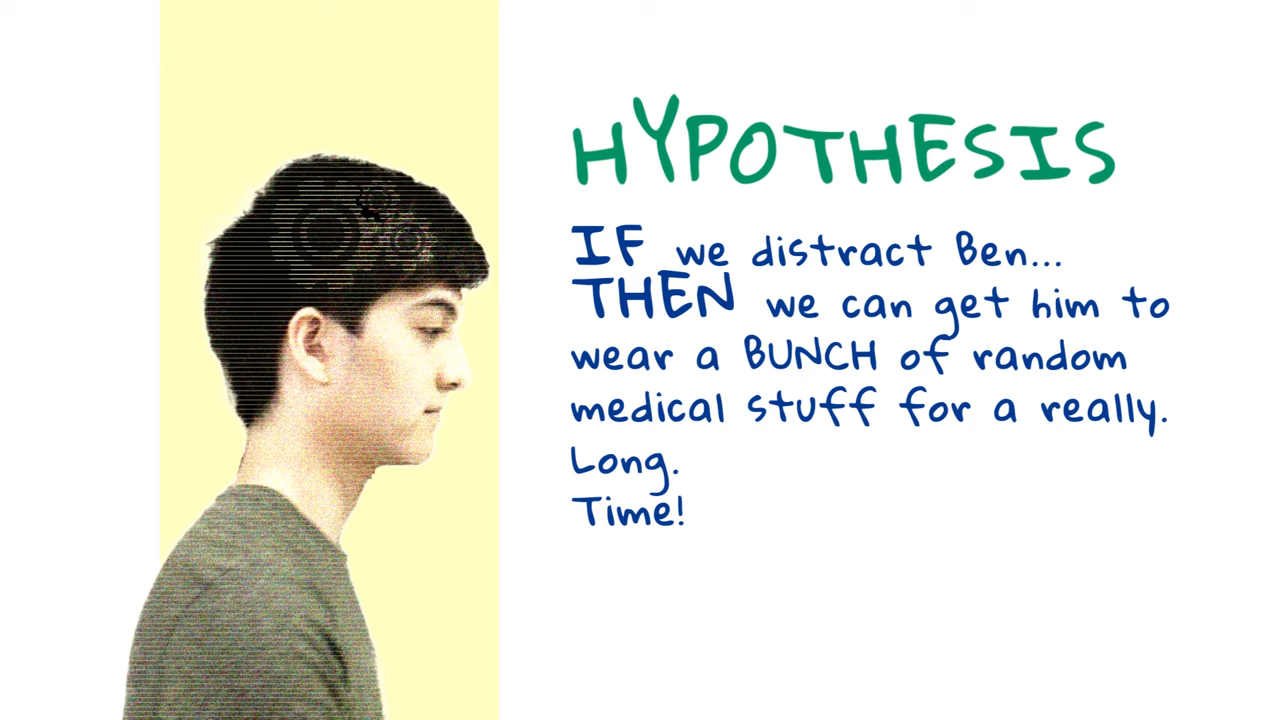 HYPOTHESIS
IF we distract Ben...
THEN we can get him to
wear a BUNCH of random
medical stuff for a really.
Long.
Time!